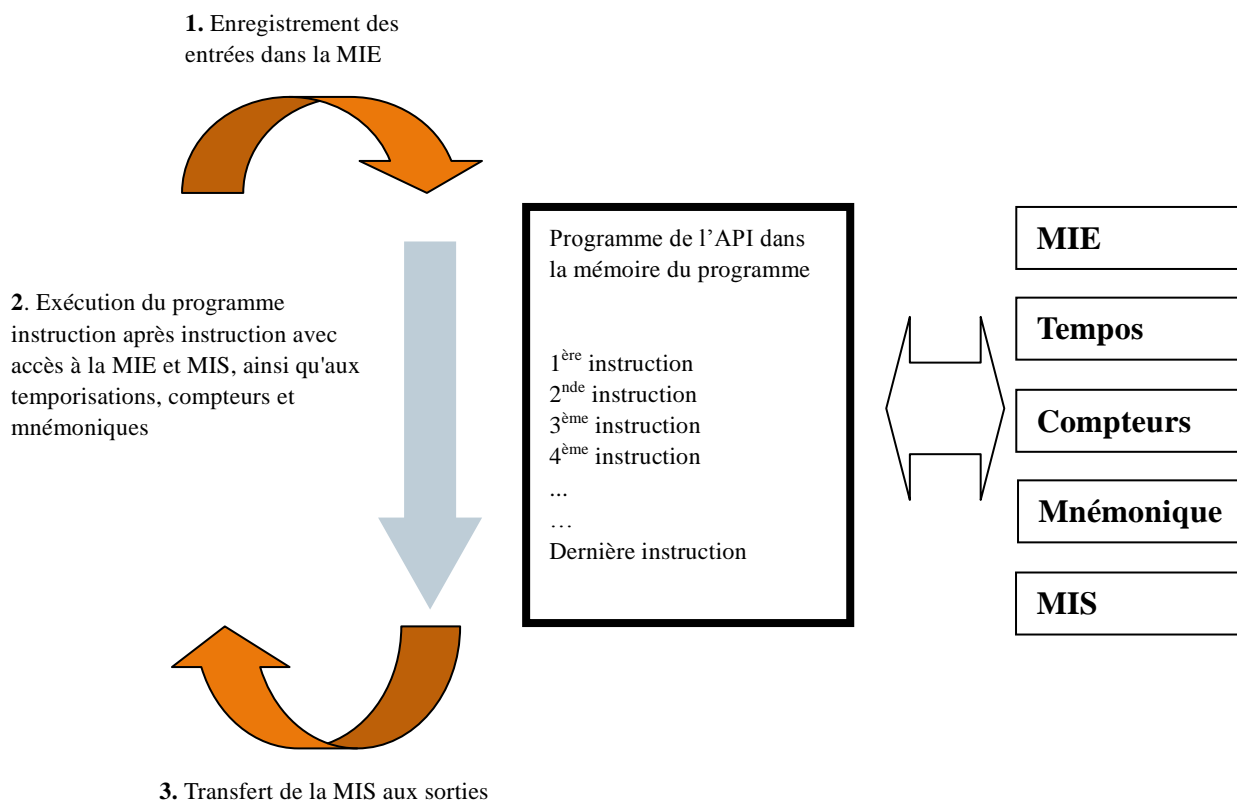 1. Enregistrement des
entrées dans la MIE
2. Exécution du programme
instruction après instruction avec
accès à la MIE et MIS, ainsi qu'aux
temporisations, compteurs et
mnémoniques
Programme de l’API dans
la mémoire du programme
1ère instruction
2nde instruction
3ème instruction
4ème instruction
...
…
Dernière instruction
MIE
Tempos
Compteurs
Mnémonique
MIS
3. Transfert de la MIS aux sorties